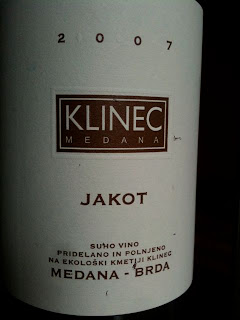 2007
KLINEC
MEDANA
JAKOT
SUHO VINO
PRIDELANO IN POLNJENO
NA EKOLOŠKI KMETIJI KLINEC
MEDANA - BRDA